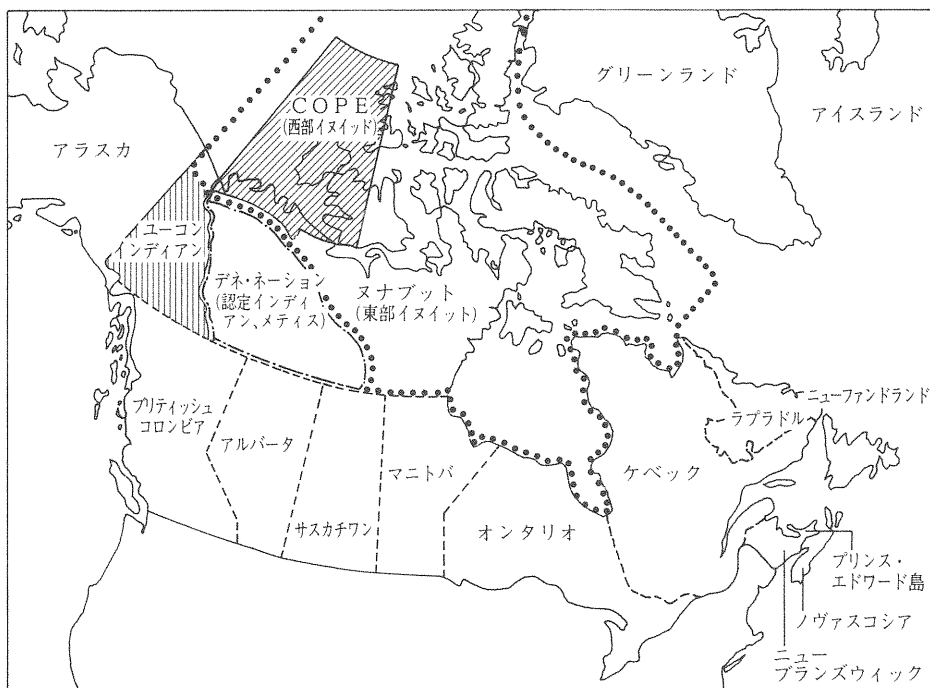 グリーンランド
アイスランド
COPE
(西部イヌイッド)
アラスカ
イユーコン
インディアン
デネ・ネーション
(認定インディ
アン、メティス)
ヌナブット
(東部イヌイット)
ブリティッシュ
コロンビア
アルバータ
サスカチワン
マニトバ
オンタリオ
ケベック
ラブラドル
ニューファンドランド
プリンス・
エドワード島
ノヴァスコシア
ニュー
ブランズウィック